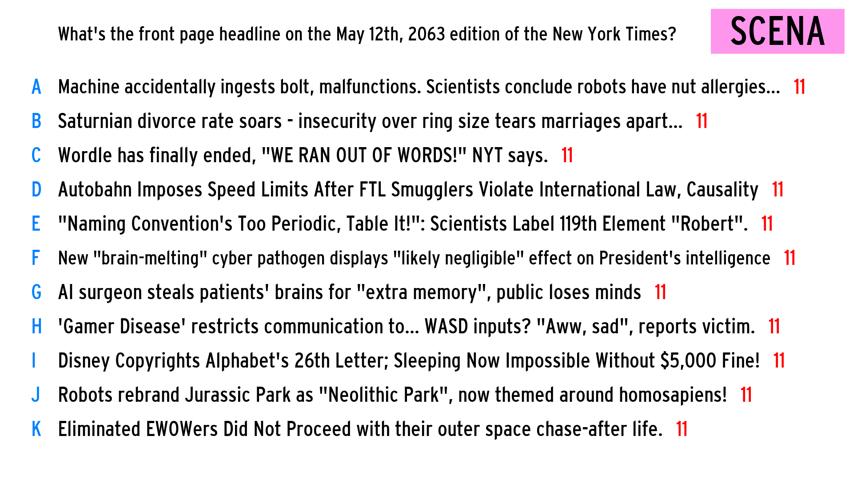 What's the front page headline on the May 12th, 2063 edition of the New York Times?
SCENA
A Machine accidentally ingests bolt, malfunctions. Scientists conclude robots have nut allergies... 11
B Saturnian divorce rate soars - insecurity over ring size tears marriages apart... 11
C Wordle has finally ended, "WE RAN OUT OF WORDS!" NYT says. 11
D Autobahn Imposes Speed Limits After FTL Smugglers Violate International Law, Causality 11
E "Naming Convention's Too Periodic, Table It!": Scientists Label 119th Element "Robert". 11
F New "brain-melting" cyber pathogen displays "likely negligible" effect on President's intelligence 11
G AI surgeon steals patients' brains for "extra memory", public loses minds 11
H 'Gamer Disease' restricts communication to... WASD inputs? "Aww, sad", reports victim. 11
I Disney Copyrights Alphabet's 26th Letter; Sleeping Now Impossible Without $5,000 Fine! 11
J Robots rebrand Jurassic Park as "Neolithic Park", now themed around homosapiens! 11
K Eliminated EWOWers Did Not Proceed with their outer space chase-after life. 11